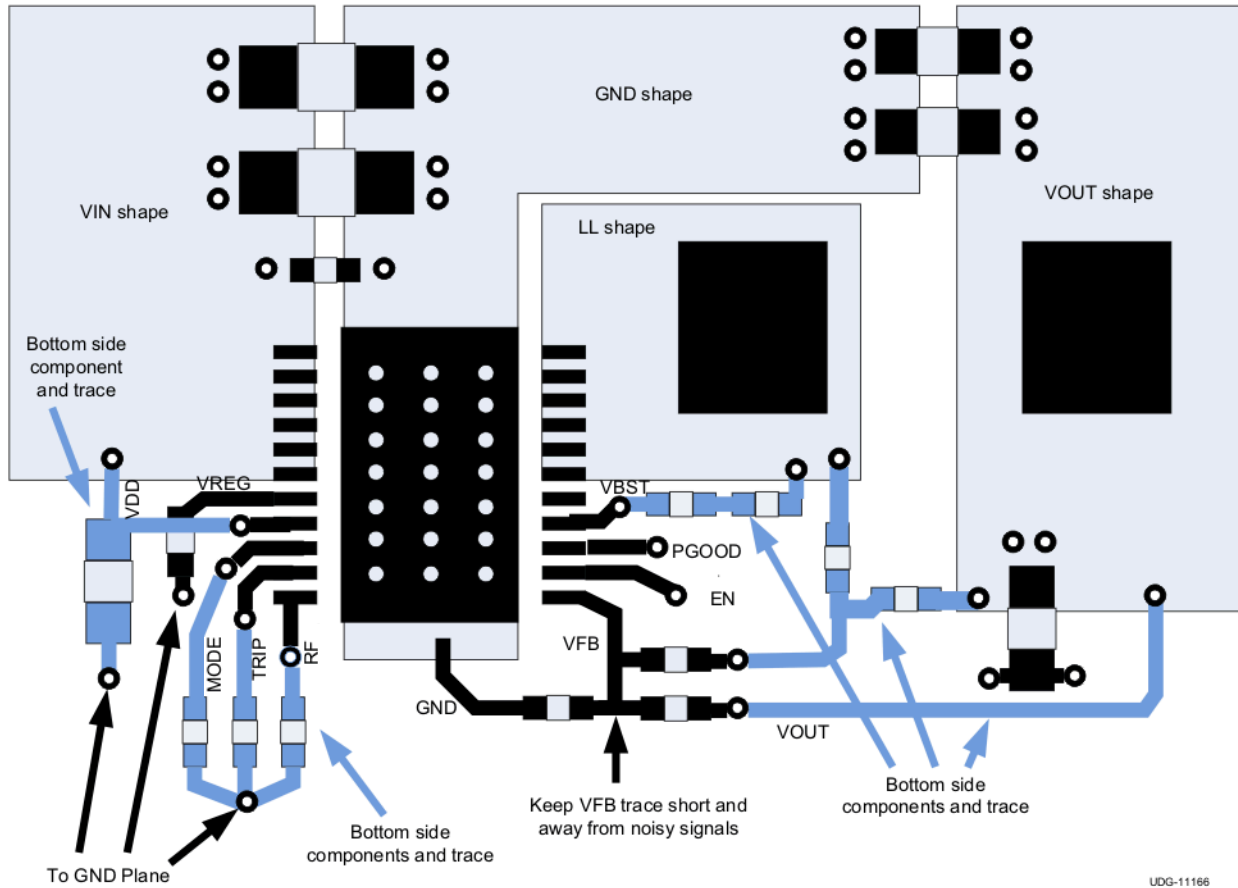 GND shape
VIN shape
VOUT shape
LL shape
Bottom side
component
and trace
VREG
VDD
VBST
PGOOD
EN
VFB
MODE
TRIP
RF
GND
VOUT
Keep VFB trace short and
away from noisy signals
Bottom side
components and trace
Bottom side
components and trace
To GND Plane
UDG-11166